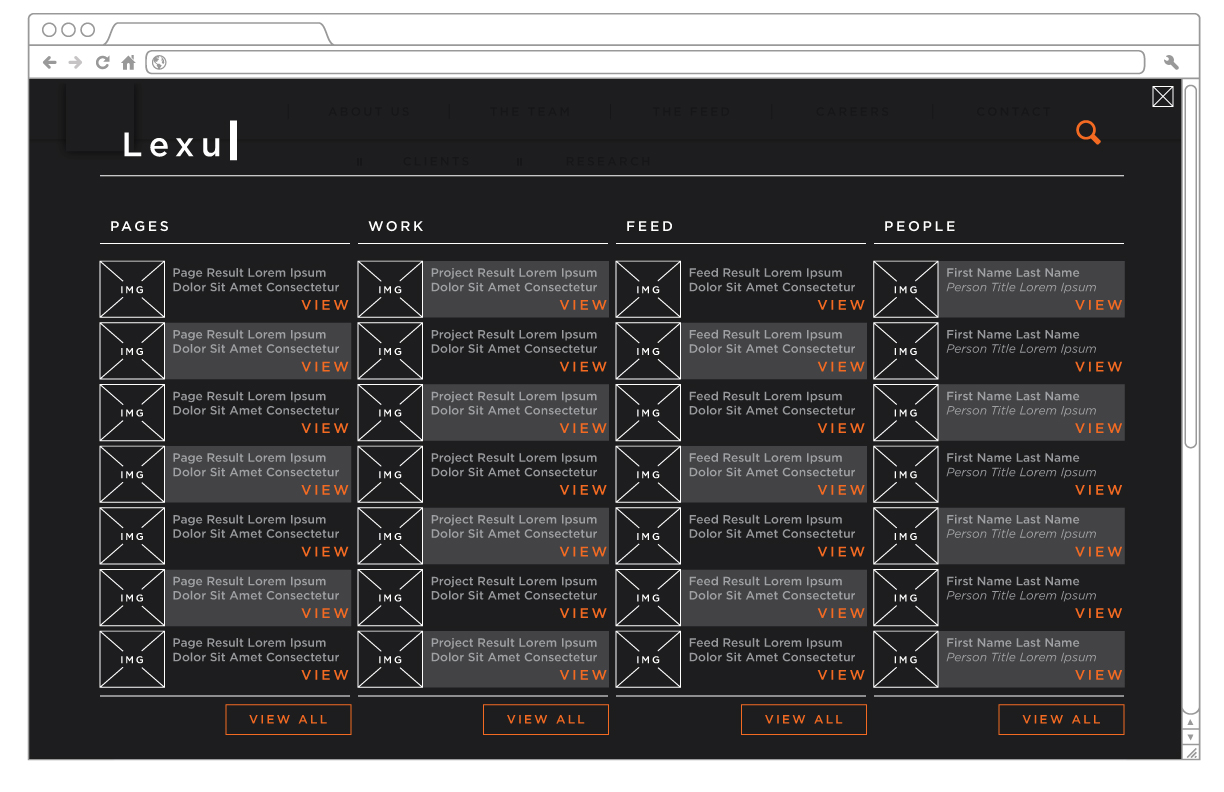 ABOUT US THE TEAM THE FEED CAREERS CONTACT
Lexu
CLIENTS RESEARCH
PAGES WORK FEED PEOPLE
IMG Page Result Lorem Ipsum IMG Project Result Lorem Ipsum IMG Feed Result Lorem Ipsum IMG First Name Last Name
Dolor Sit Amet Consectetur Dolor Sit Amet Consectetur Dolor Sit Amet Consectetur Person Title Lorem Ipsum
VIEW VIEW VIEW VIEW
IMG Page Result Lorem Ipsum IMG Project Result Lorem Ipsum IMG Feed Result Lorem Ipsum IMG First Name Last Name
Dolor Sit Amet Consectetur Dolor Sit Amet Consectetur Dolor Sit Amet Consectetur Person Title Lorem Ipsum
VIEW VIEW VIEW VIEW
IMG Page Result Lorem Ipsum IMG Project Result Lorem Ipsum IMG Feed Result Lorem Ipsum IMG First Name Last Name
Dolor Sit Amet Consectetur Dolor Sit Amet Consectetur Dolor Sit Amet Consectetur Person Title Lorem Ipsum
VIEW VIEW VIEW VIEW
IMG Page Result Lorem Ipsum IMG Project Result Lorem Ipsum IMG Feed Result Lorem Ipsum IMG First Name Last Name
Dolor Sit Amet Consectetur Dolor Sit Amet Consectetur Dolor Sit Amet Consectetur Person Title Lorem Ipsum
VIEW VIEW VIEW VIEW
IMG Page Result Lorem Ipsum IMG Project Result Lorem Ipsum IMG Feed Result Lorem Ipsum IMG First Name Last Name
Dolor Sit Amet Consectetur Dolor Sit Amet Consectetur Dolor Sit Amet Consectetur Person Title Lorem Ipsum
VIEW VIEW VIEW VIEW
IMG Page Result Lorem Ipsum IMG Project Result Lorem Ipsum IMG Feed Result Lorem Ipsum IMG First Name Last Name
Dolor Sit Amet Consectetur Dolor Sit Amet Consectetur Dolor Sit Amet Consectetur Person Title Lorem Ipsum
VIEW VIEW VIEW VIEW
IMG Page Result Lorem Ipsum IMG Project Result Lorem Ipsum IMG Feed Result Lorem Ipsum IMG First Name Last Name
Dolor Sit Amet Consectetur Dolor Sit Amet Consectetur Dolor Sit Amet Consectetur Person Title Lorem Ipsum
VIEW VIEW VIEW VIEW
VIEW ALL VIEW ALL VIEW ALL VIEW ALL